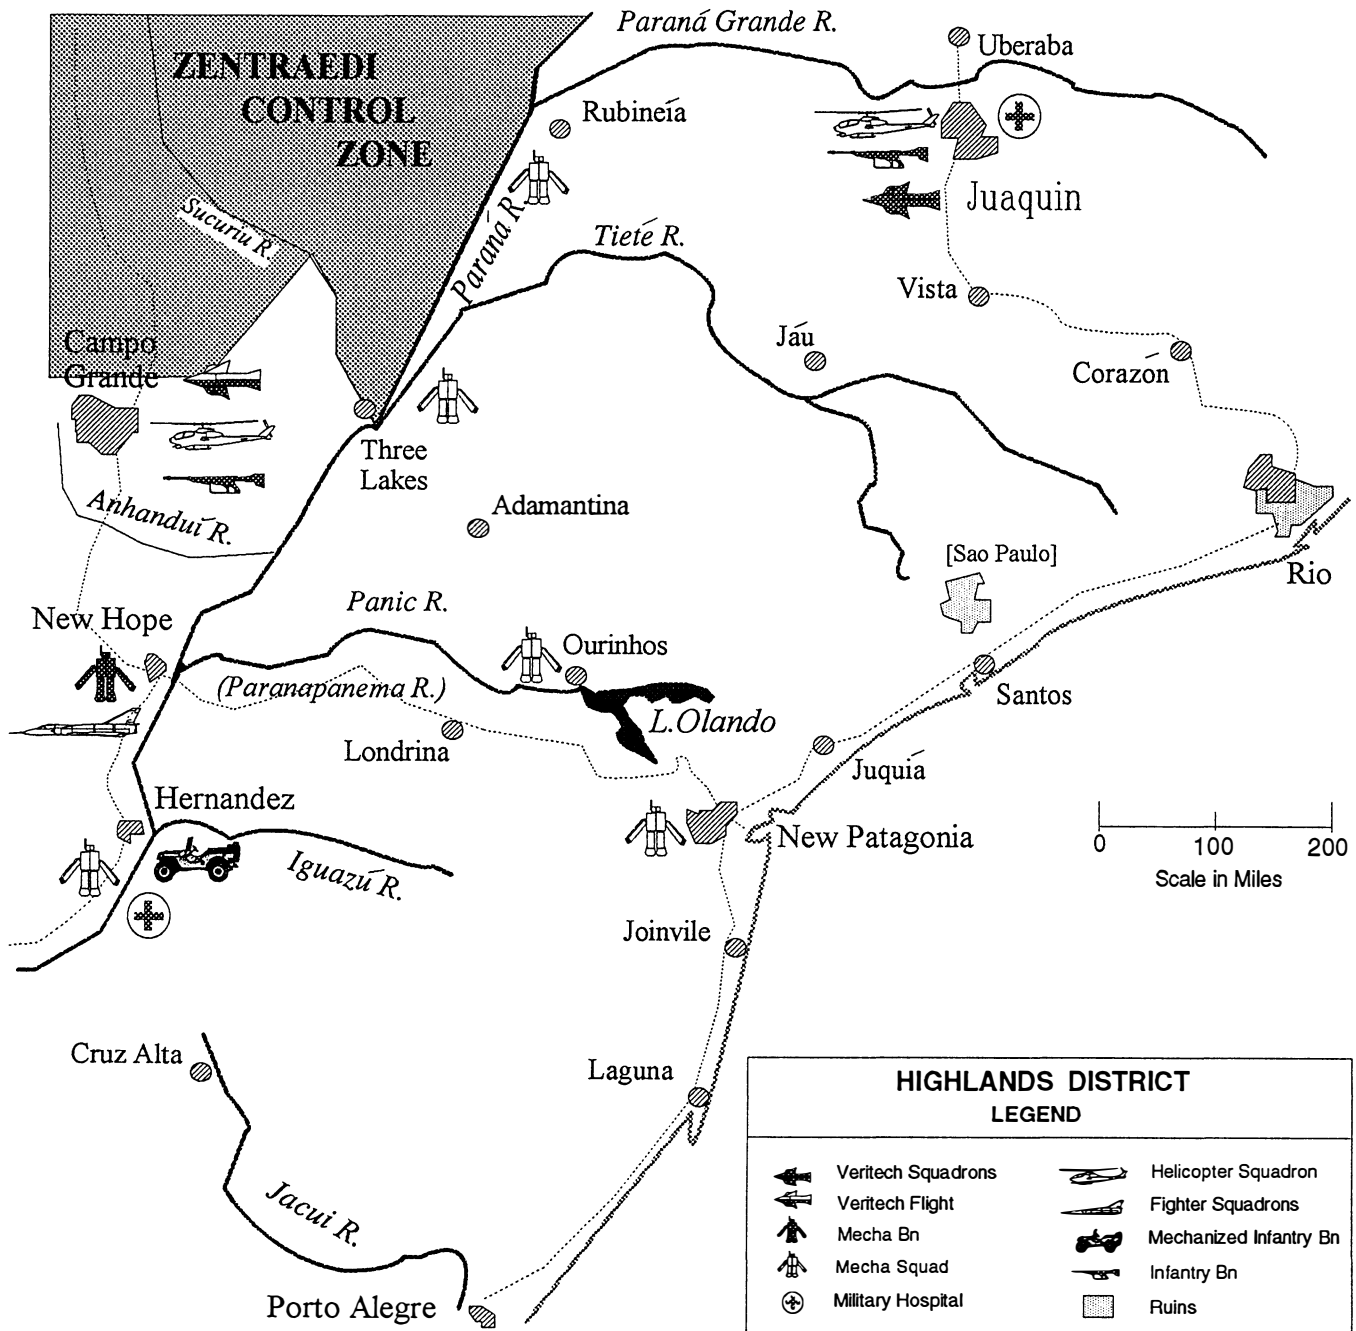 Paraná Grande R.
Uberaba
ZENTRAEDI
CONTROL
ZONE
Rubineía
Juaquin
Sucuríu R.
Paraná R.
Tieté R.
Vista
Jáu
Corazón
Campo
Grande
Three
Lakes
Anhanduí R.
Adamantina
[Sao Paulo]
Rio
New Hope
Panic R.
Ourinhos
(Paranapanema R.)
Santos
L.Olando
Londrina
Juquiá
Hernandez
New Patagonia
Iguazú R.
0 100 200
Scale in Miles
Joinvile
Cruz Alta
Laguna
Jacui R.
Porto Alegre
HIGHLANDS DISTRICT
LEGEND
Veritech Squadrons
Veritech Flight
Mecha Bn
Mecha Squad
Military Hospital
Helicopter Squadron
Fighter Squadrons
Mechanized Infantry Bn
Infantry Bn
Ruins